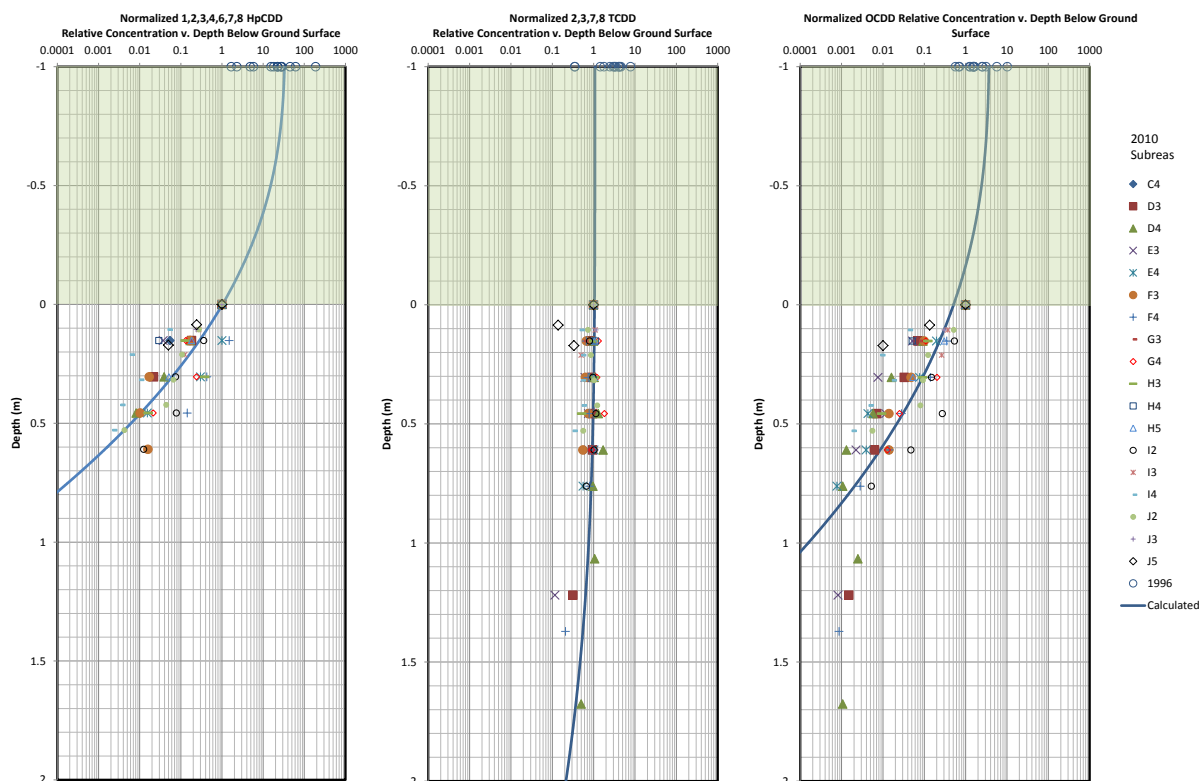 Normalized 1,2,3,4,6,7,8 HpCDD
Relative Concentration v. Depth Below Ground Surface
0.0001 0.001 0.01 0.1 1 10 100 1000
-1
-0.5
0
0.5
1
1.5
2
Depth (m)
Normalized 2,3,7,8 TCDD
Relative Concentration v. Depth Below Ground Surface
0.0001 0.001 0.01 0.1 1 10 100 1000
-1
-0.5
0
0.5
1
1.5
2
Depth (m)
Normalized OCDD Relative Concentration v. Depth Below Ground
Surface
0.0001 0.001 0.01 0.1 1 10 100 1000
-1
-0.5
0
0.5
1
1.5
2
Depth (m)
2010
Subreas
C4
D3
D4
E3
E4
F3
F4
G3
G4
H3
H4
H5
I2
I3
I4
J2
J3
J5
1996
Calculated